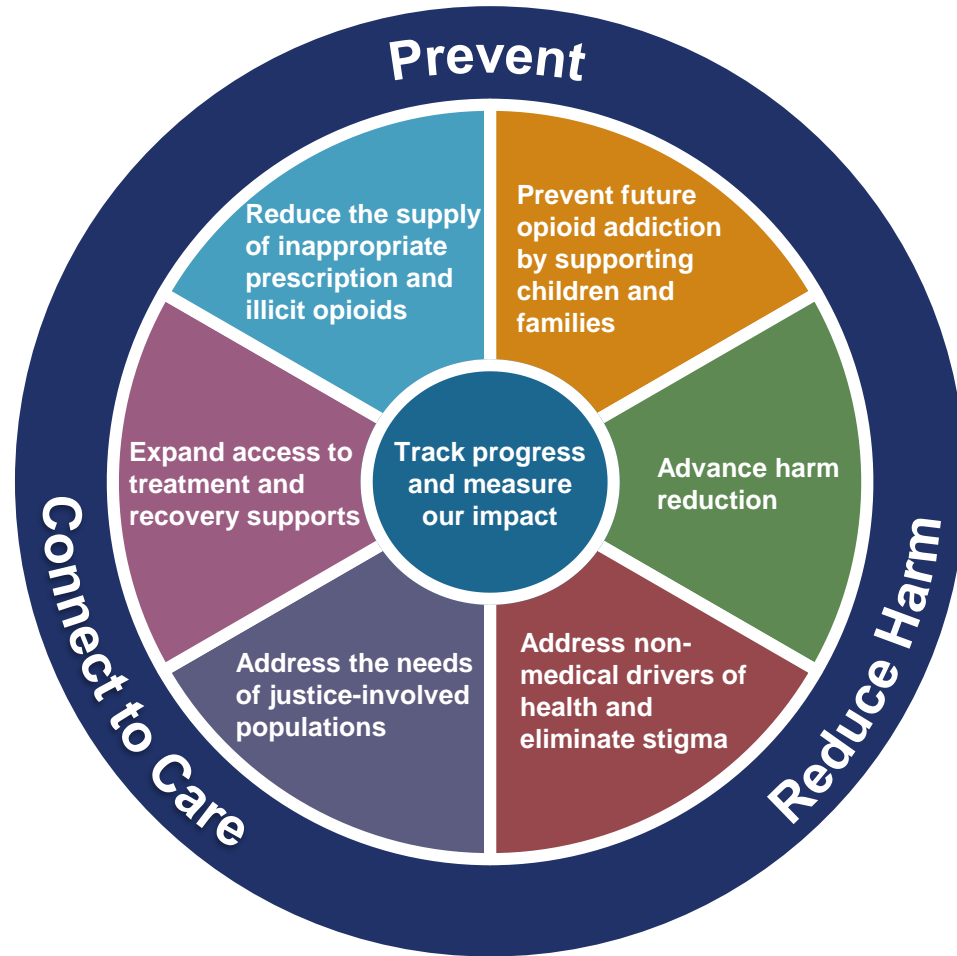 Prevent
Reduce the supply
of inappropriate
prescription and
illicit opioids
Prevent future
opioid addiction
by supporting
children and
families
Expand access to
treatment and
recovery supports
Track progress
and measure
our impact
Advance harm
reduction
Address the needs
of justice-involved
populations
Address non-
medical drivers of
health and
eliminate stigma
Connect to Care
Reduce Harm